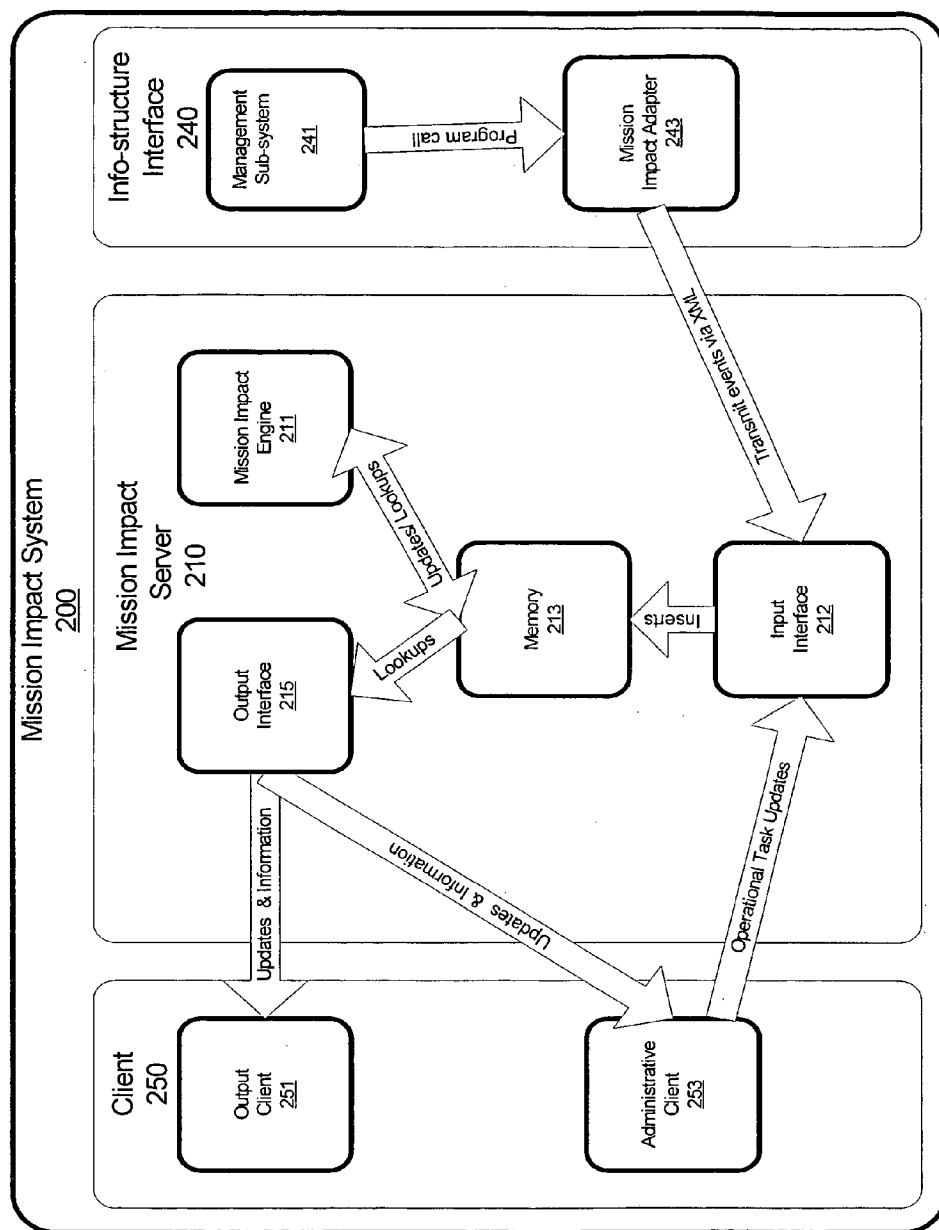 Mission Impact System
200
Client
250
Output
Client
251
Administrative
Client
253
Updates & Information
Updates & Information
Operational Task Updates
Mission Impact
Server
210
Output
Interface
215
Mission Impact
Engine
211
Lookups
Updates/ Lookups
Memory
213
Inserts
Input
Interface
212
Transmit events via XML
Info-structure
Interface
240
Management
Sub-system
241
Program call
Mission
Impact Adapter
243